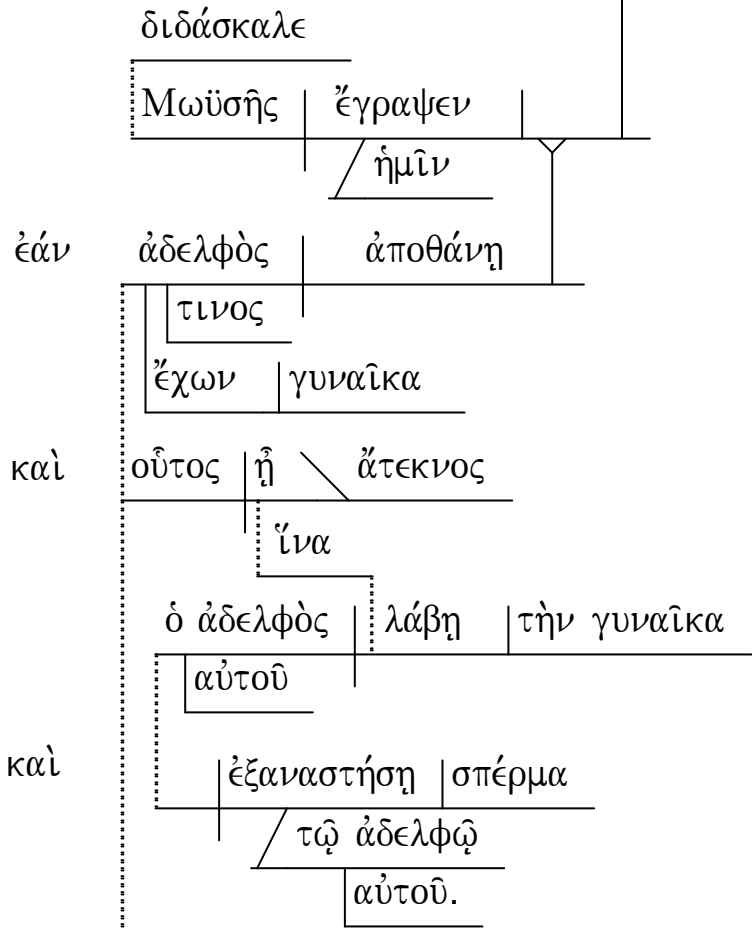 διδάσκαλε
Μωϋσῆς ἔγραψεν
ἡμῖν
ἐάν ἀδελφὸς ἀποθάνῃ
τινος
ἔχων γυναῖκα
καὶ οὗτος ᾖ ἄτεκνος
ἵνα
ὁ ἀδελφὸς λάβῃ τὴν γυναῖκα
αὐτοῦ
καὶ ἐξαναστήσῃ σπέρμα
τῷ ἀδελφῷ
αὐτοῦ.